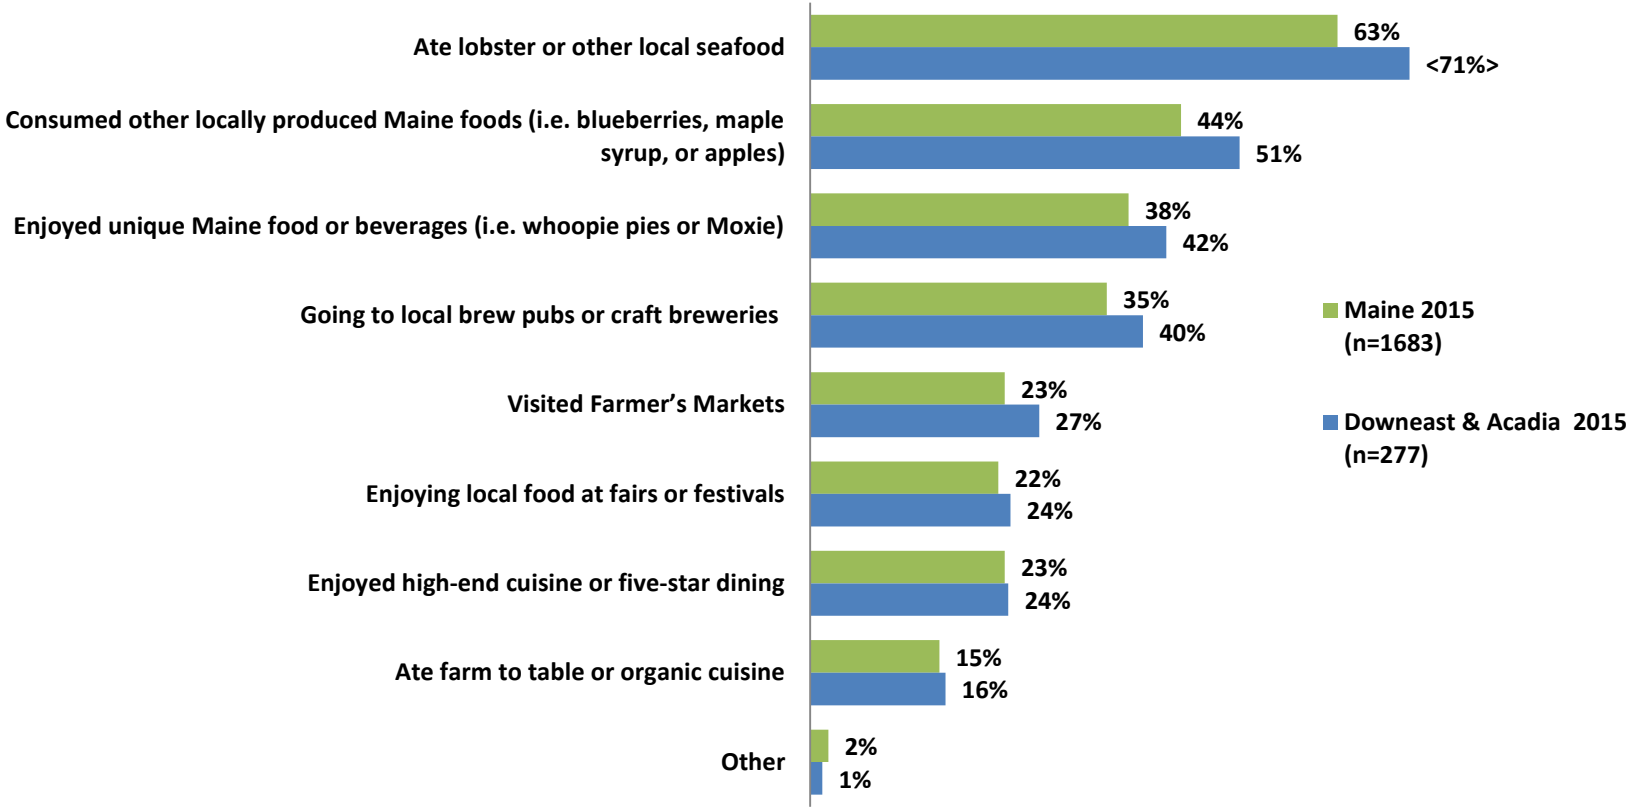 Ate lobster or other local seafood
63%
<71%>
Consumed other locally produced Maine foods (i.e. blueberries, maple
syrup, or apples)
44%
51%
Enjoyed unique Maine food or beverages (i.e. whoopie pies or Moxie)
38%
42%
Going to local brew pubs or craft breweries
35%
40%
Visited Farmer’s Markets
23%
27%
Enjoying local food at fairs or festivals
22%
24%
Enjoyed high-end cuisine or five-star dining
23%
24%
Ate farm to table or organic cuisine
15%
16%
Other
2%
1%
Maine 2015
(n=1683)
Downeast & Acadia 2015
(n=277)